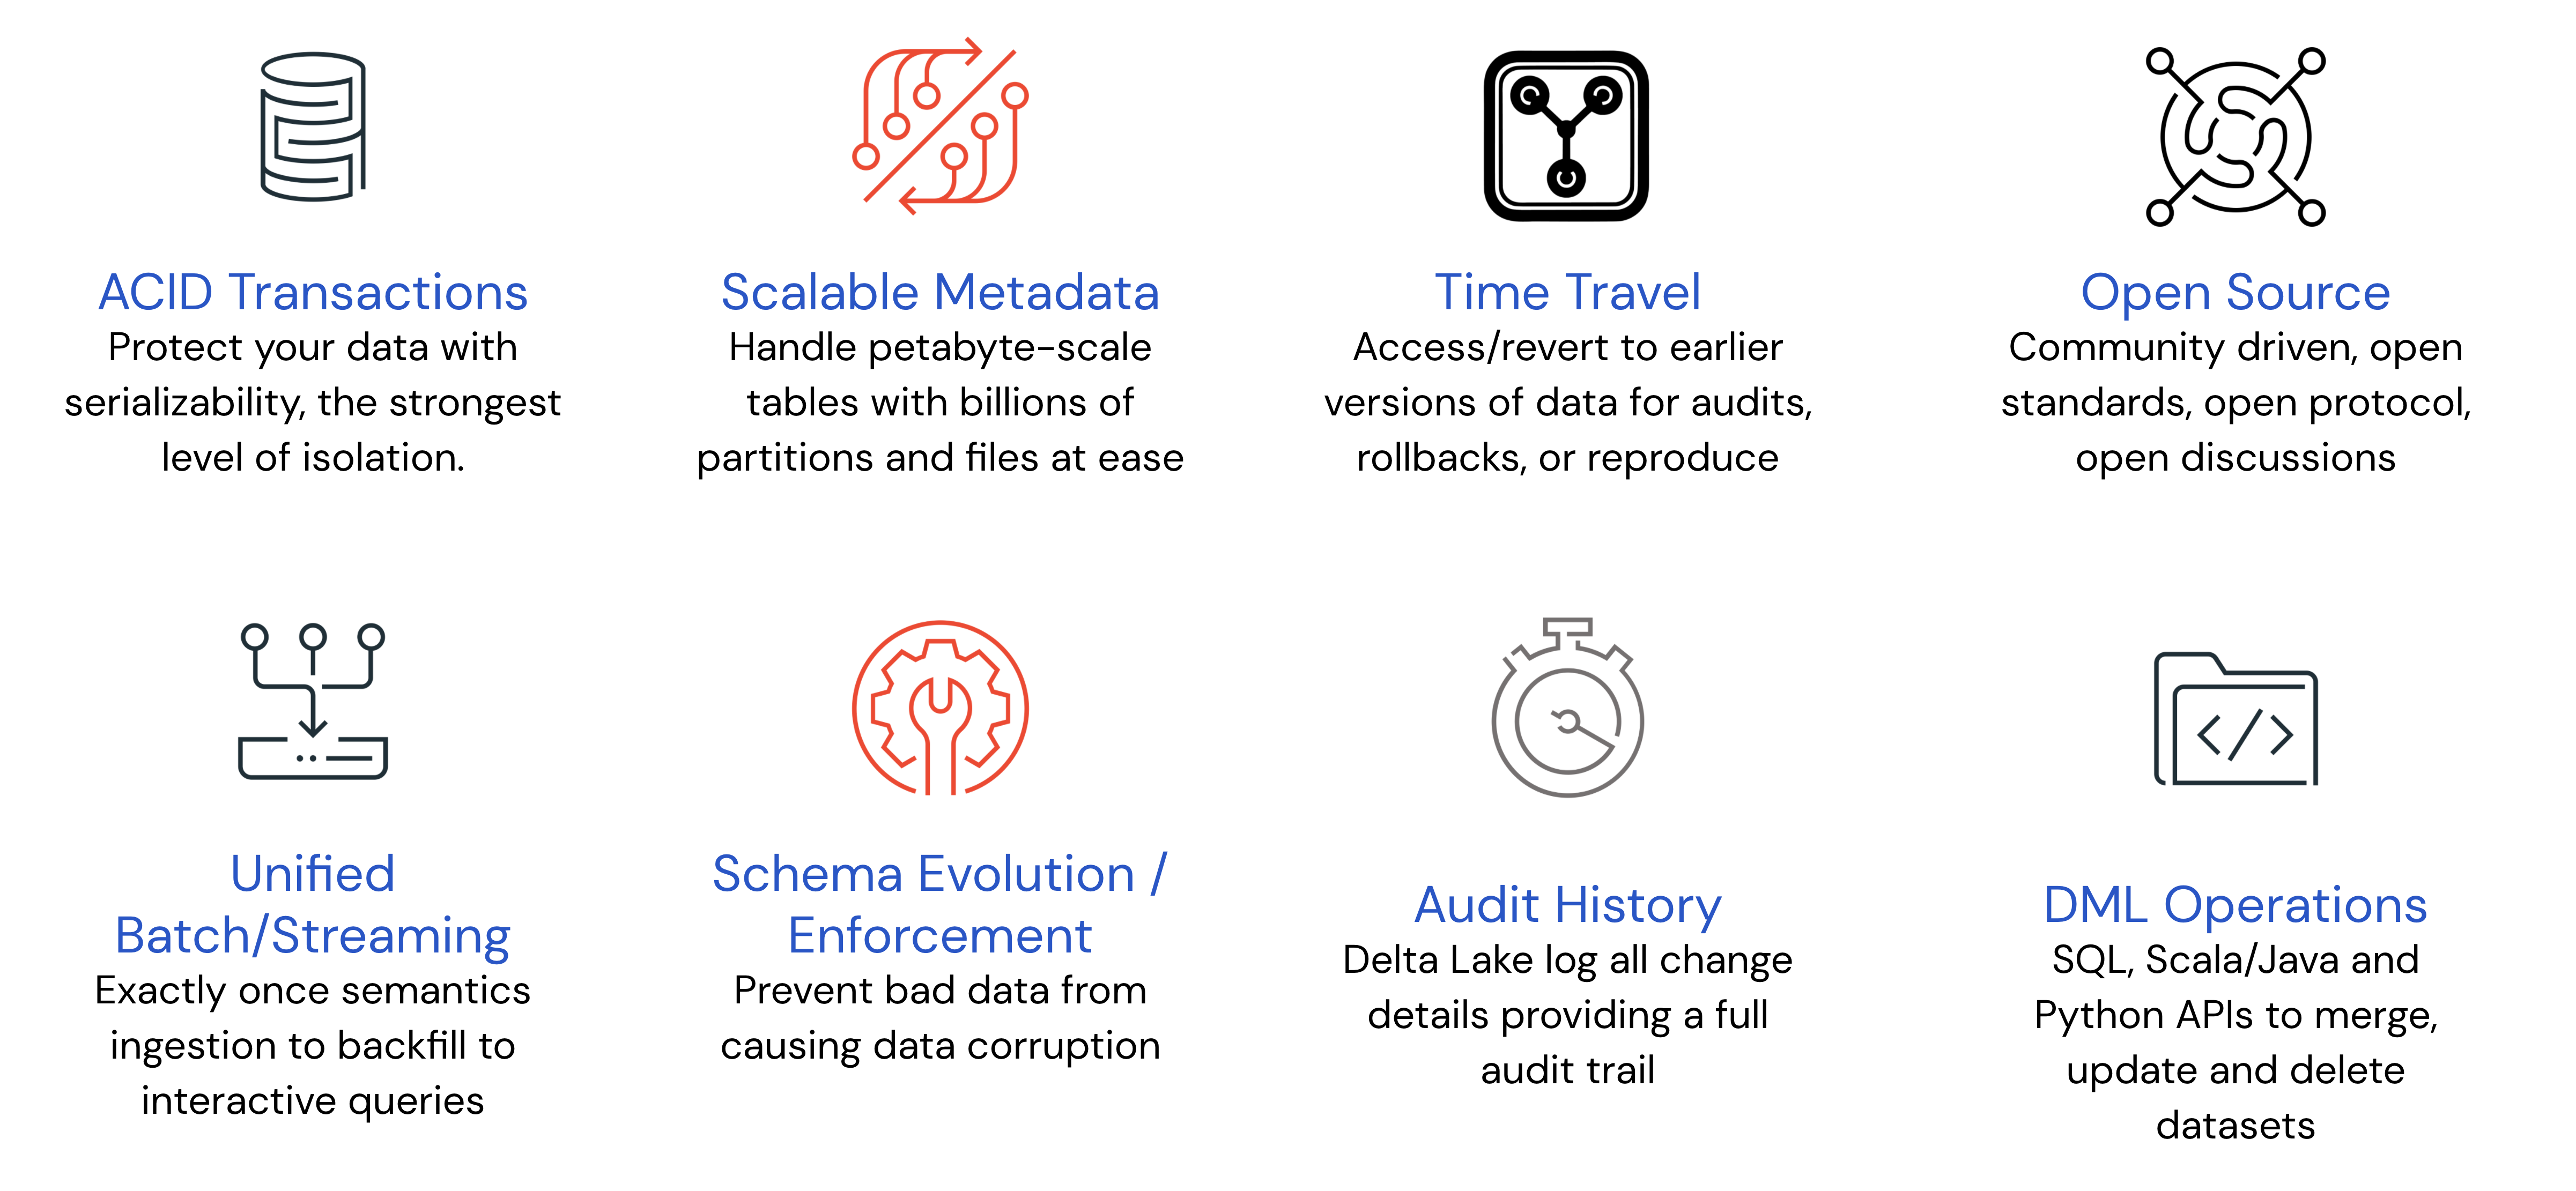 ACID Transactions
Protect your data with
serializability, the strongest
level of isolation.
Scalable Metadata
Handle petabyte-scale
tables with billions of
partitions and files at ease
Time Travel
Access/revert to earlier
versions of data for audits,
rollbacks, or reproduce
Open Source
Community driven, open
standards, open protocol,
open discussions
Unified
Batch/Streaming
Exactly once semantics
ingestion to backfill to
interactive queries
Schema Evolution /
Enforcement
Prevent bad data from
causing data corruption
Audit History
Delta Lake log all change
details providing a full
audit trail
DML Operations
SQL, Scala/Java and
Python APIs to merge,
update and delete
datasets